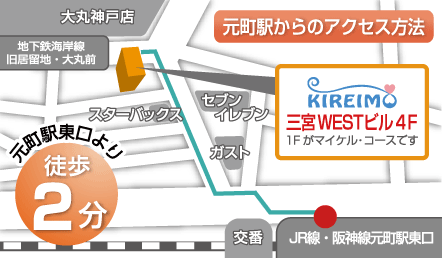 大丸神戸店
元町駅からのアクセス方法
地下鉄海岸線
旧居留地・大丸前
KIREIMO
三宮WESTビル4F
1Fがマイケル・コースです
スターバックス
セブン
イレブン
ガスト
元町駅東口より
徒歩
2分
交番
JR線・阪神線元町駅東口